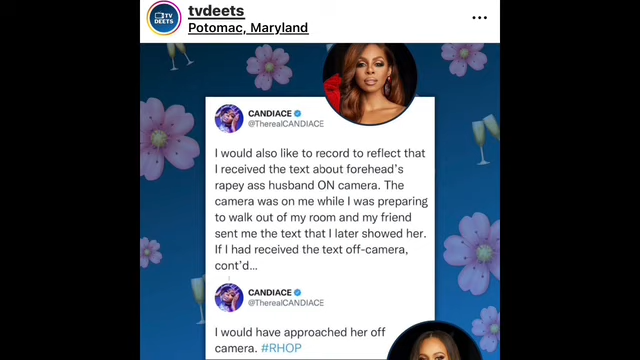 tvdeets
Potomac, Maryland
TV
DEETS
CANDIACE
@TherealCANDIACE
I would also like to record to reflect that
I received the text about forehead's
rapey ass husband ON camera. The
camera was on me while I was preparing
to walk out of my room and my friend
sent me the text that I later showed her.
If I had received the text off-camera,
cont'd...
CANDIACE
@TherealCANDIACE
I would have approached her off
camera. #RHOP